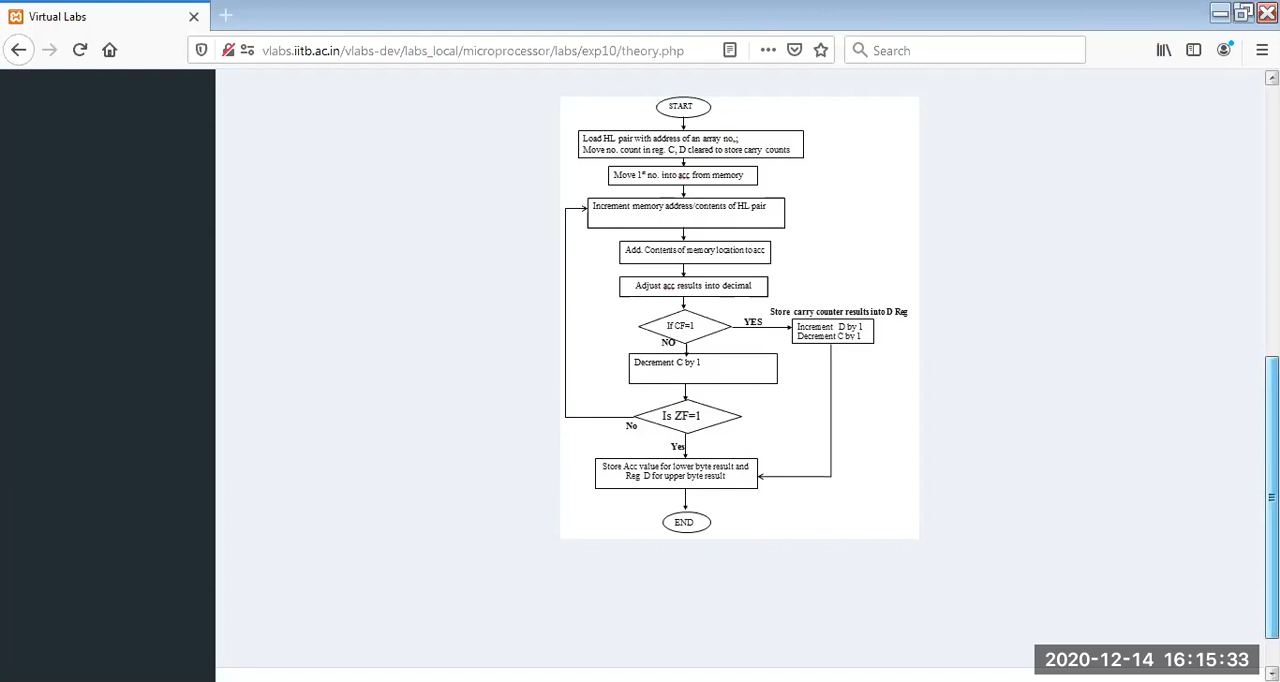 Virtual Labs
vlabs.iitb.ac.in/vlabs-dev/labs_local/microprocessor/labs/exp10/theory.php
Search
START
Load HL pair with address of an array no,;
Move no. count in reg. C, D cleared to store carry counts
Move 1st no. into acc from memory
Increment memory address/contents of HL pair
Add. Contents of memory location to acc
Adjust acc results into decimal
Store carry counter results into D Reg
If CF=1
YES
Increment D by 1
Decrement C by 1
NO
Decrement C by 1
Is ZF=1
No
Yes
Store Acc value for lower byte result and
Reg D for upper byte result
END
2020-12-14 16:15:33